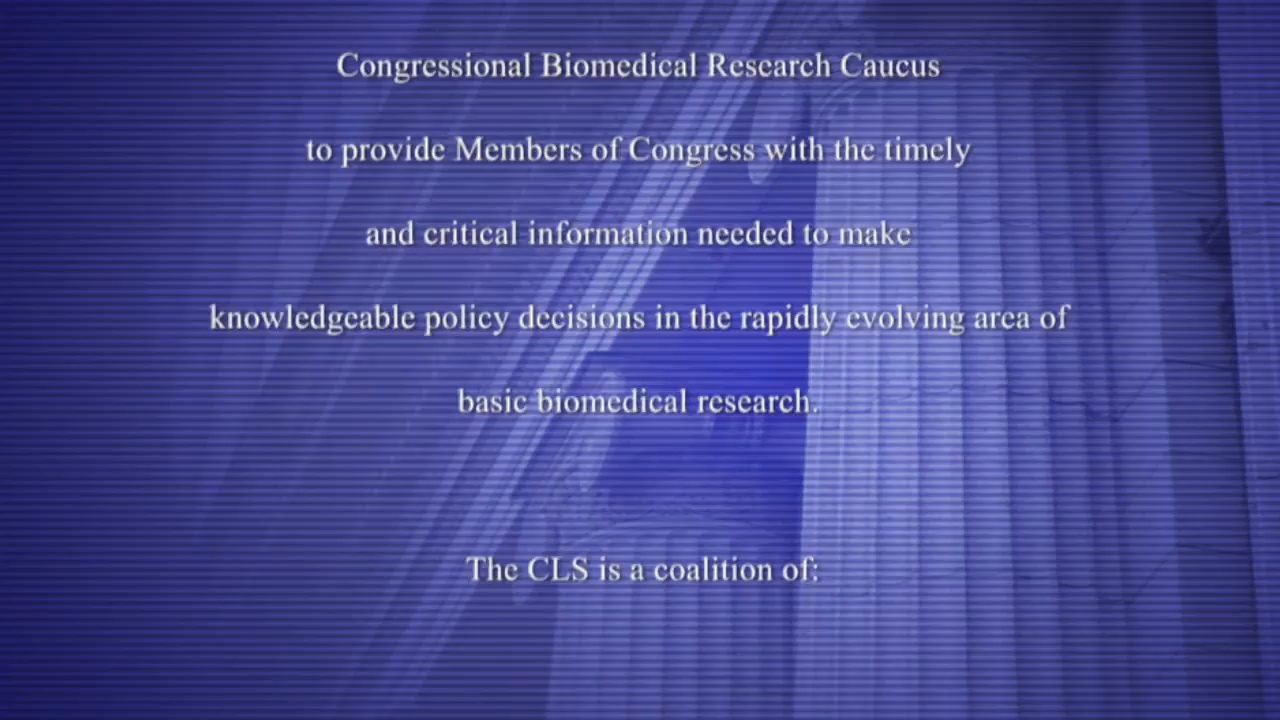 Congressional Biomedical Research Caucus
to provide Members of Congress with the timely
and critical information needed to make
knowledgeable policy decisions in the rapidly evolving area of
basic biomedical research.
The CLS is a coalition of: